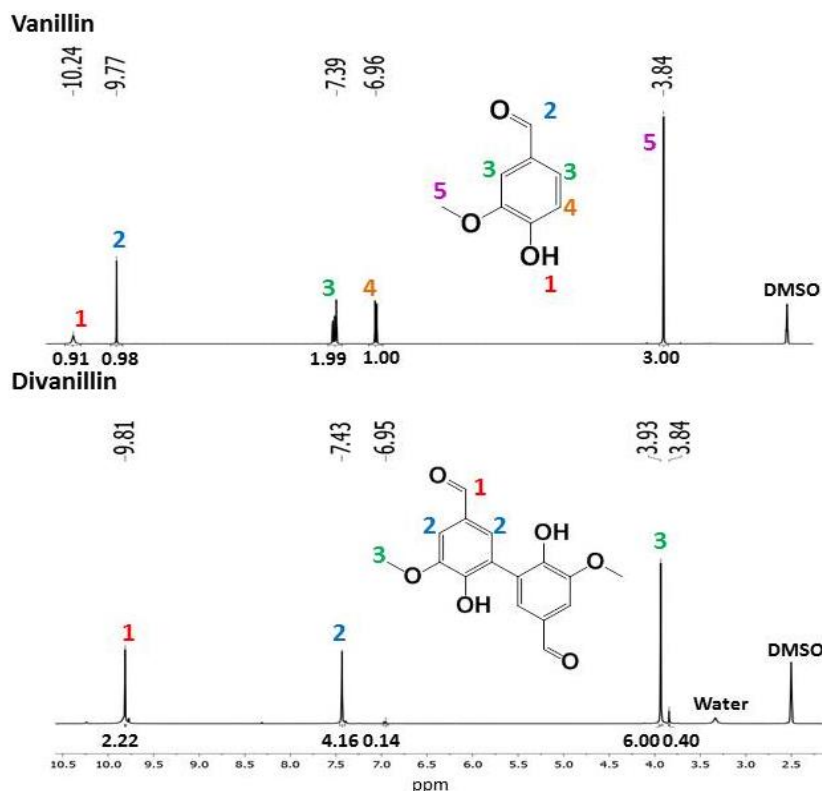 Vanillin
-10.24
-9.77
-7.39
-6.96
-3.84
O
2
5
3
3
5
4
O
OH
1
2
3
4
1
DMSO
0.91
0.98
1.99
1.00
3.00
Divanillin
-9.81
-7.43
-6.95
3.93
3.84
O
1
2
2
OH
3
O
O
OH
O
3
1
2
DMSO
Water
2.22
4.16
0.14
6.00
0.40
10.5 10.0 9.5 9.0 8.5 8.0 7.5 7.0 6.5 6.0 5.5 5.0 4.5 4.0 3.5 3.0 2.5
ppm